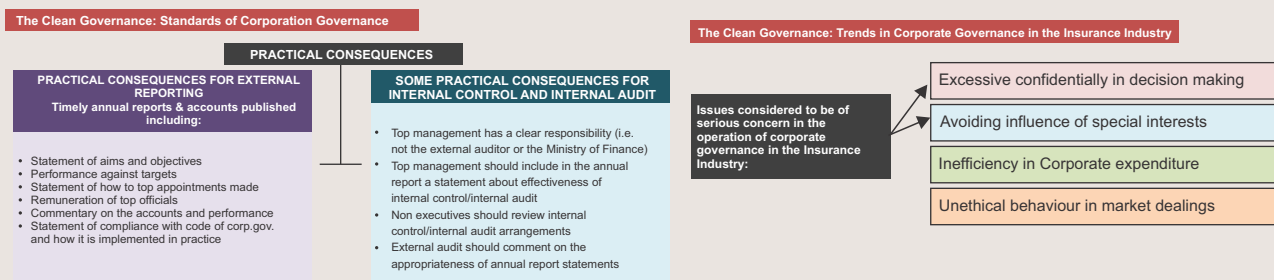 The Clean Governance: Standards of Corporation Governance
PRACTICAL CONSEQUENCES
PRACTICAL CONSEQUENCES FOR EXTERNAL
REPORTING
Timely annual reports & accounts published
including:
• Statement of aims and objectives
• Performance against targets
• Statement of how to top appointments made
• Remuneration of top officials
• Commentary on the accounts and performance
• Statement of compliance with code of corp.gov.
and how it is implemented in practice
SOME PRACTICAL CONSEQUENCES FOR
INTERNAL CONTROL AND INTERNAL AUDIT
• Top management has a clear responsibility (i.e.
not the external auditor or the Ministry of Finance)
• Top management should include in the annual
report a statement about effectiveness of
internal control/internal audit
• Non executives should review internal
control/internal audit arrangements
• External audit should comment on the
appropriateness of annual report statements
The Clean Governance: Trends in Corporate Governance in the Insurance Industry
Issues considered to be of
serious concern in the
operation of corporate
governance in the Insurance
Industry:
Excessive confidentially in decision making
Avoiding influence of special interests
Inefficiency in Corporate expenditure
Unethical behaviour in market dealings